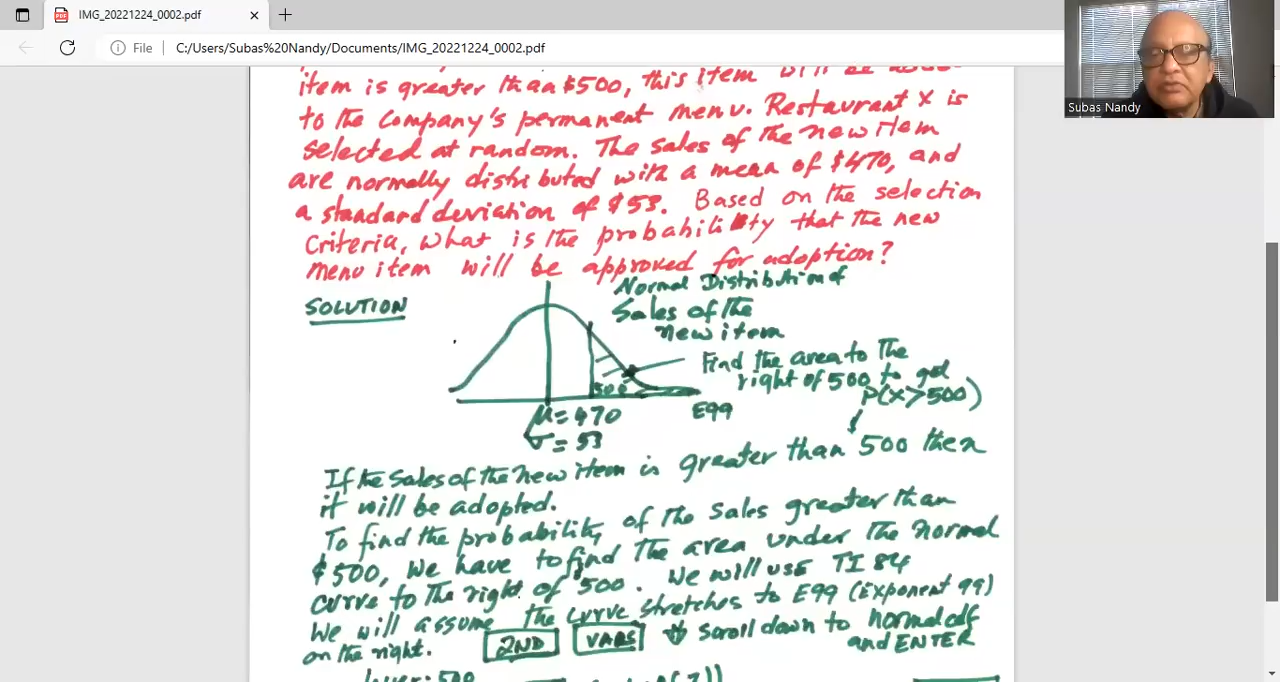 IMG_20221224_0002.pdf
File
C:/Users/Subas%20Nandy/Documents/IMG_20221224_0002.pdf
Subas Nandy
item is greater than $500, this item will be
to the Company's permanent menu. Restaurant X is
selected at random. The sales of the new item
are normally distributed with a mean of $470, and
a standard deviation of $53. Based on the selection
criteria, what is the probability that the new
menu item will be approved for adoption?
SOLUTION
Normal Distribution of
Sales of the
new item
Find the area to the
right of 500 to get
P(X>500)
500
E99
μ=470
σ=53
If the sales of the new item is greater than 500 then
it will be adopted.
To find the probability of the sales greater than
$500, we have to find the area under the normal
curve to the right of 500. We will use TI 84
We will assume the curve stretches to E99 (Exponent 99)
on the right. 2ND VARS ↓ Scroll down to normalcdf
and ENTER
lower: 500